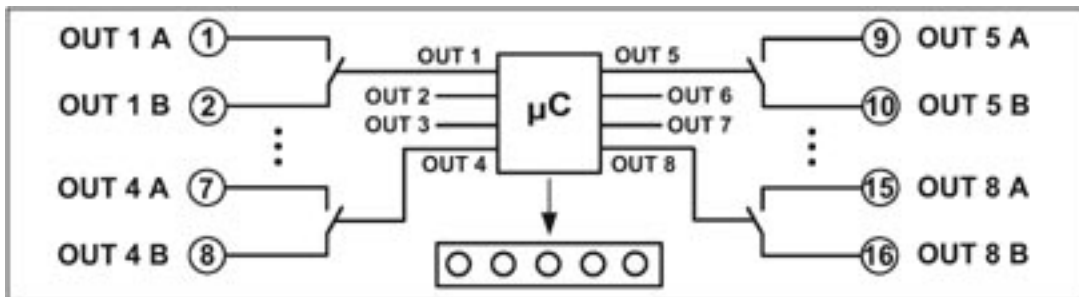 OUT 1 A 1
OUT 1 B 2
OUT 4 A 7
OUT 4 B 8
OUT 1
OUT 2
OUT 3
OUT 4
µC
OUT 5
OUT 6
OUT 7
OUT 8
9 OUT 5 A
10 OUT 5 B
15 OUT 8 A
16 OUT 8 B